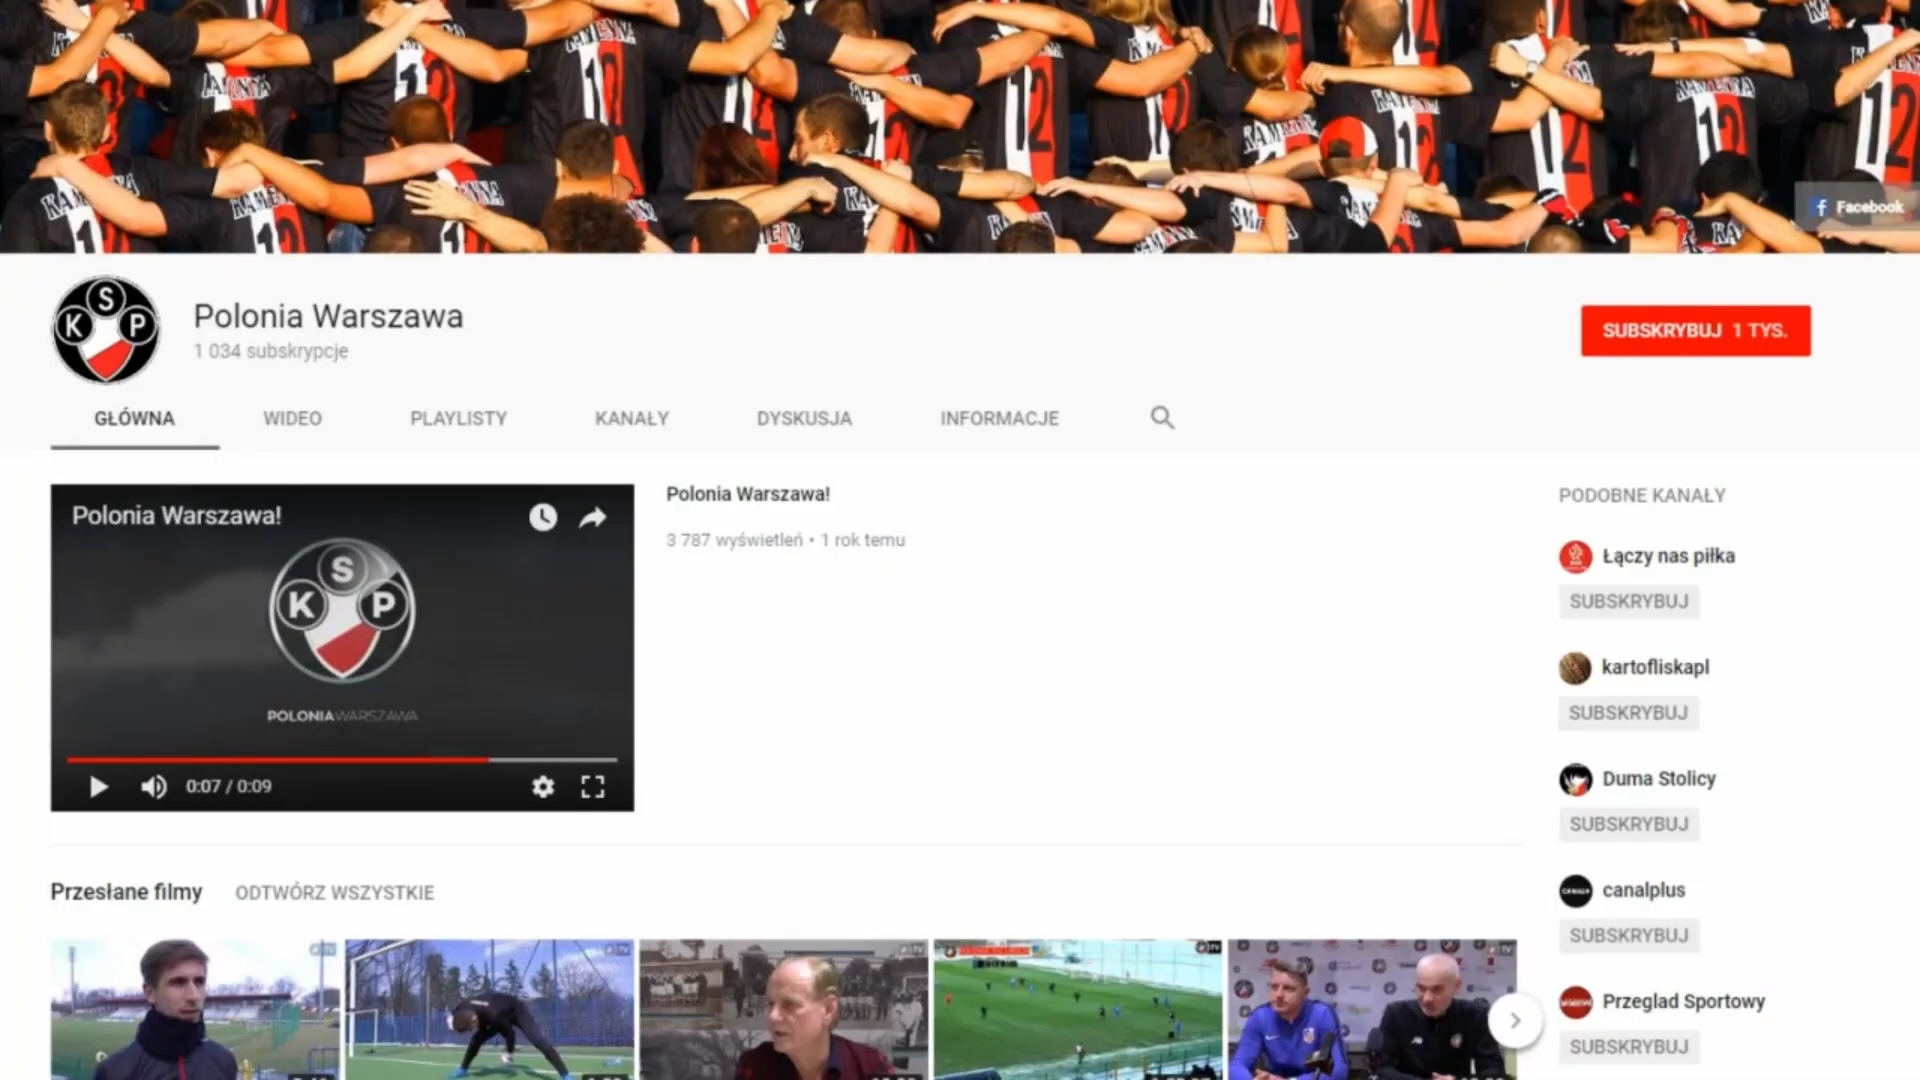 Facebook
S
K P
Polonia Warszawa
1 034 subskrypcje
SUBSKRYBUJ 1 TYS.
GŁÓWNA WIDEO PLAYLISTY KANAŁY DYSKUSJA INFORMACJE
Polonia Warszawa!
S
K P
POLONIAWARSZAWA
0:07 / 0:09
Polonia Warszawa!
3 787 wyświetleń • 1 rok temu
Przesłane filmy ODTWÓRZ WSZYSTKIE
PODOBNE KANAŁY
Łączy nas piłka
SUBSKRYBUJ
kartofliskapl
SUBSKRYBUJ
Duma Stolicy
SUBSKRYBUJ
canalplus
SUBSKRYBUJ
Przeglad Sportowy
SUBSKRYBUJ